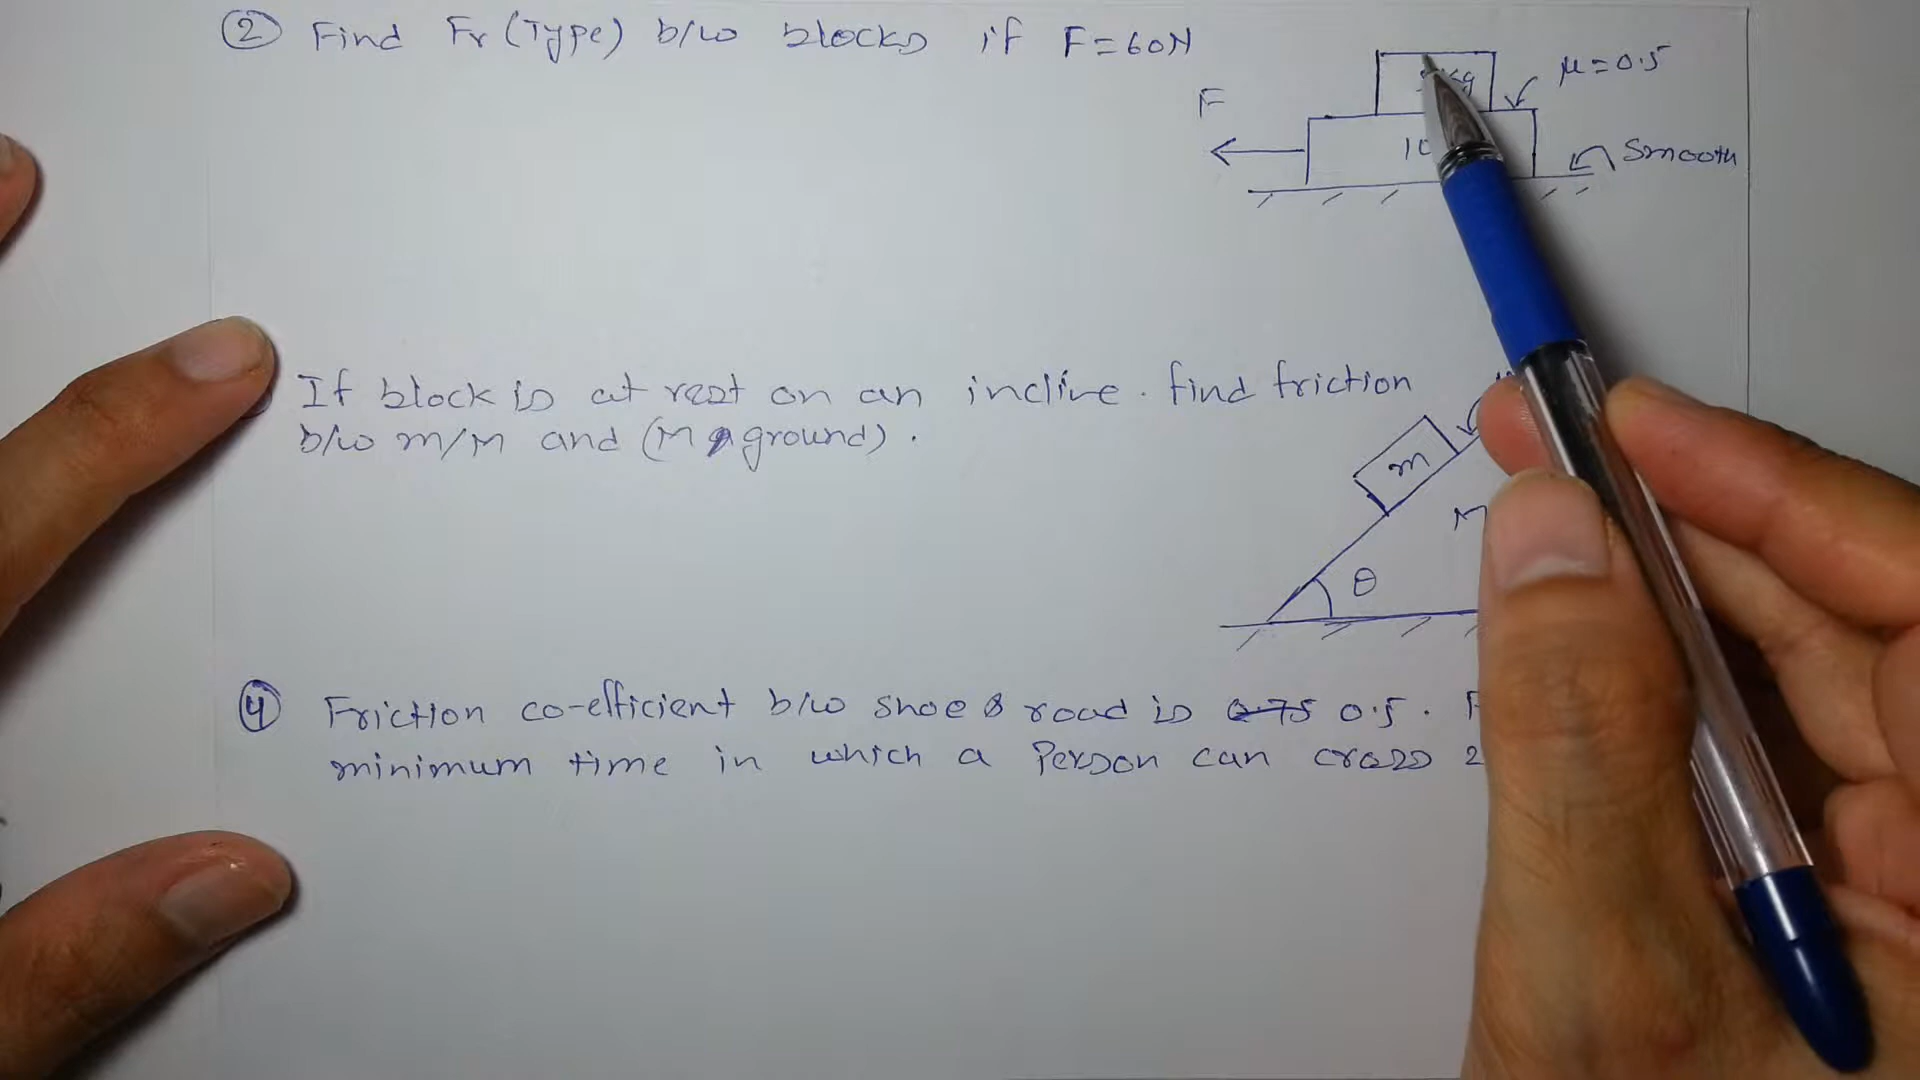 ② Find Fr (Type) b/w blocks if F=60N
F
μ=0.5
Smooth
If block is at rest on an incline. find friction
b/w m/M and (M & ground).
m
M
θ
④ Friction co-efficient b/w shoe & road is 0.75 0.5.
minimum time in which a Person can cross